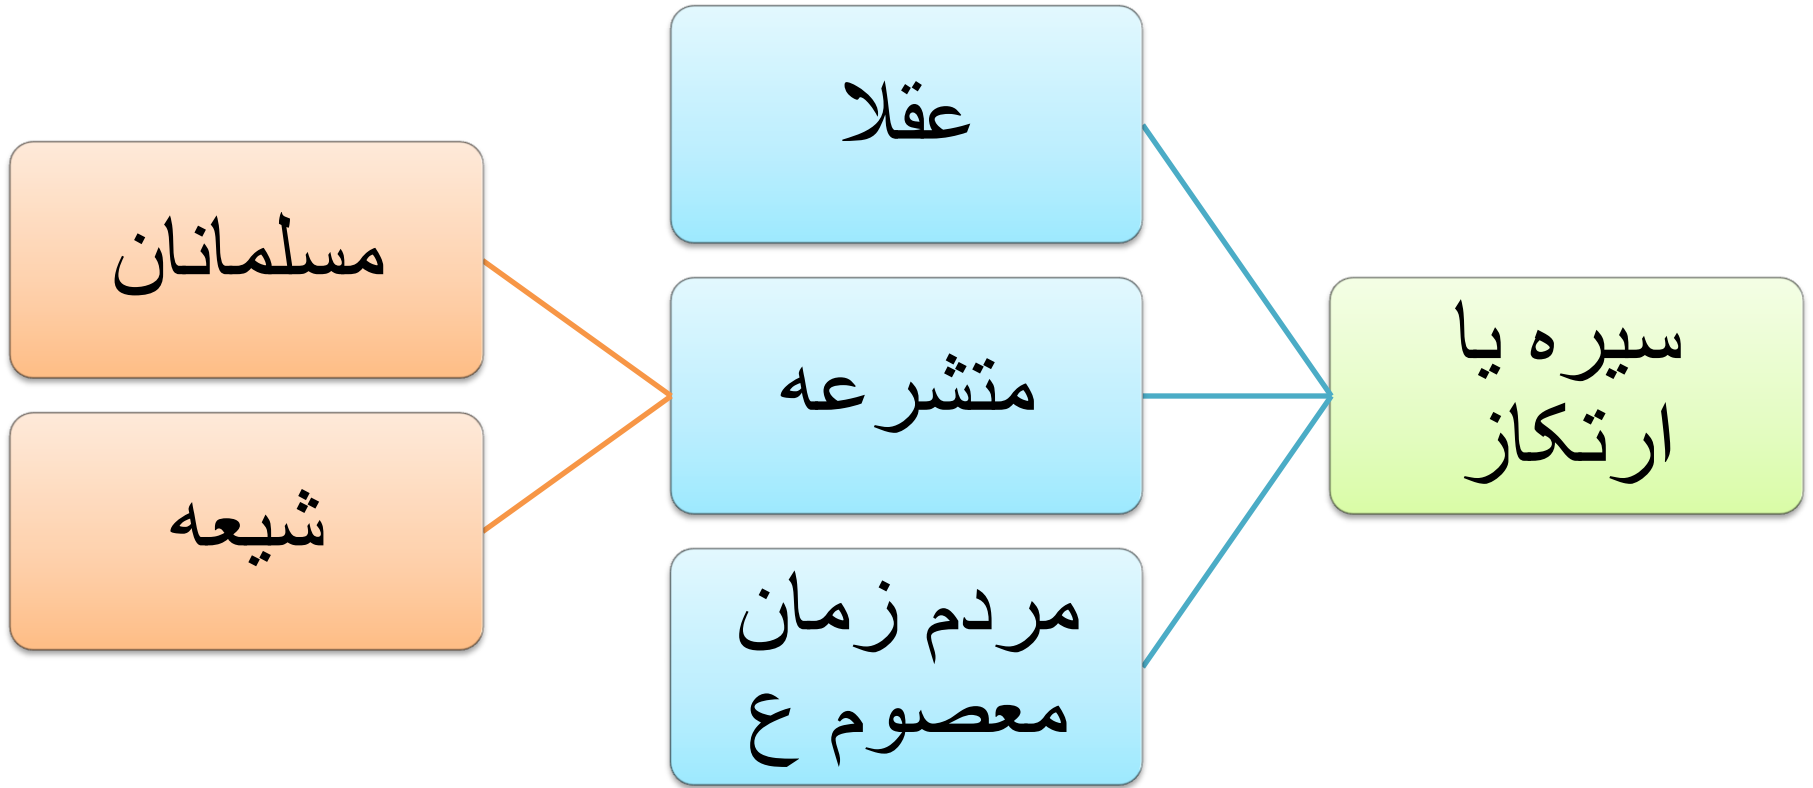 سیره یا
ارتکاز
عقلا
متشرعه
مردم زمان
معصوم ع
مسلمانان
شیعه